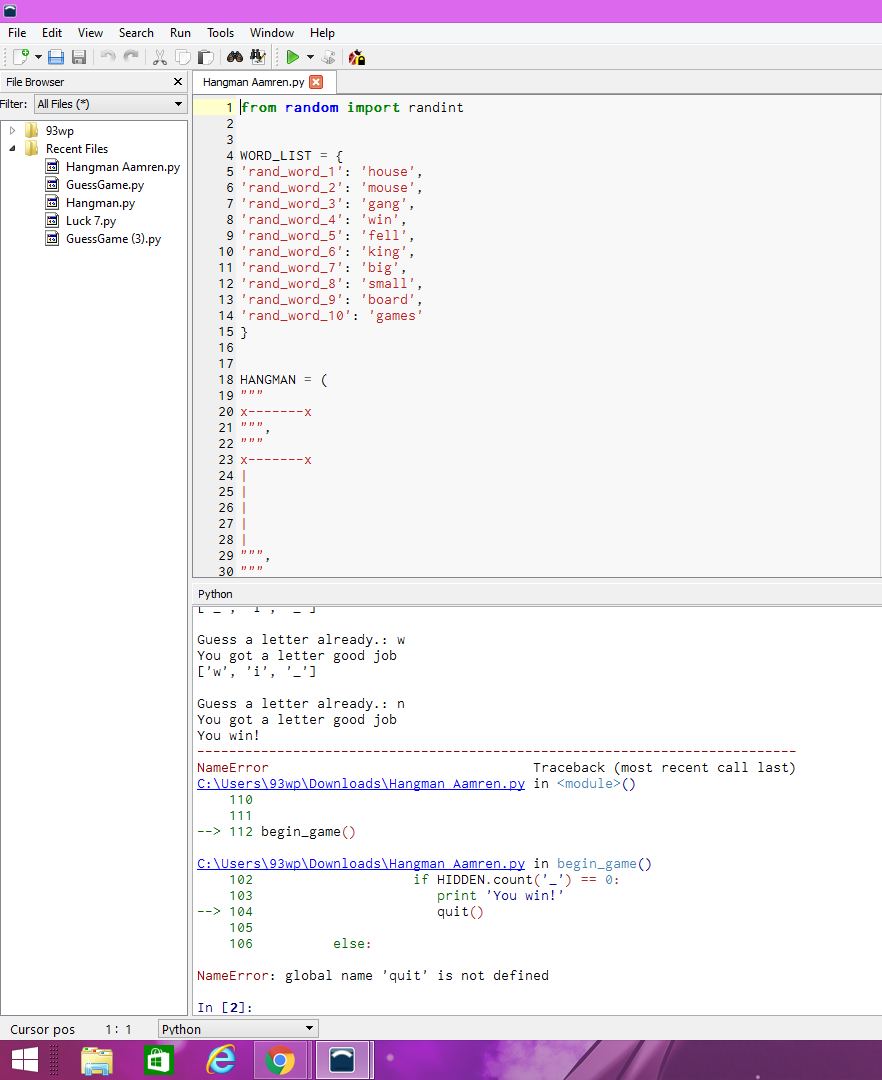 File Edit View Search Run Tools Window Help
File Browser
Filter: All Files (*)
93wp
Recent Files
Hangman Aamren.py
GuessGame.py
Hangman.py
Luck 7.py
GuessGame (3).py
Hangman Aamren.py
1 from random import randint
2
3
4 WORD_LIST = {
5 'rand_word_1': 'house',
6 'rand_word_2': 'mouse',
7 'rand_word_3': 'gang',
8 'rand_word_4': 'win',
9 'rand_word_5': 'fell',
10 'rand_word_6': 'king',
11 'rand_word_7': 'big',
12 'rand_word_8': 'small',
13 'rand_word_9': 'board',
14 'rand_word_10': 'games'
15 }
16
17
18 HANGMAN = (
19 """
20 x-------x
21 """,
22 """
23 x-------x
24 |
25 |
26 |
27 |
28 |
29 """,
30 """
Python
['_', 'i', '_']
Guess a letter already.: w
You got a letter good job
['w', 'i', '_']
Guess a letter already.: n
You got a letter good job
You win!
---------------------------------------------------------------------------
NameError Traceback (most recent call last)
C:\Users\93wp\Downloads\Hangman Aamren.py in <module>()
110
111
--> 112 begin_game()
C:\Users\93wp\Downloads\Hangman Aamren.py in begin_game()
102 if HIDDEN.count('_') == 0:
103 print 'You win!'
--> 104 quit()
105
106 else:
NameError: global name 'quit' is not defined
In [2]:
Cursor pos 1: 1 Python